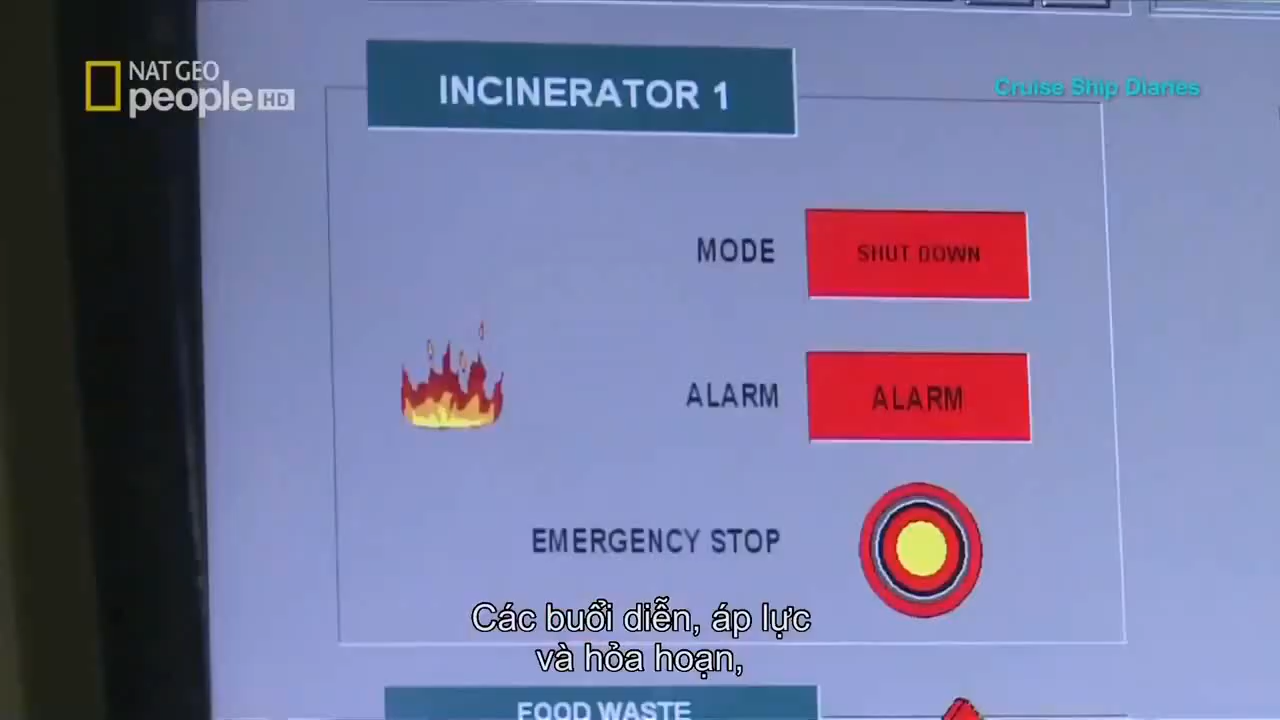 NAT GEO
people HD
Cruise Ship Diaries
INCINERATOR 1
MODE
SHUT DOWN
ALARM
ALARM
EMERGENCY STOP
Các buổi diễn, áp lực
và hỏa hoạn,
FOOD WASTE